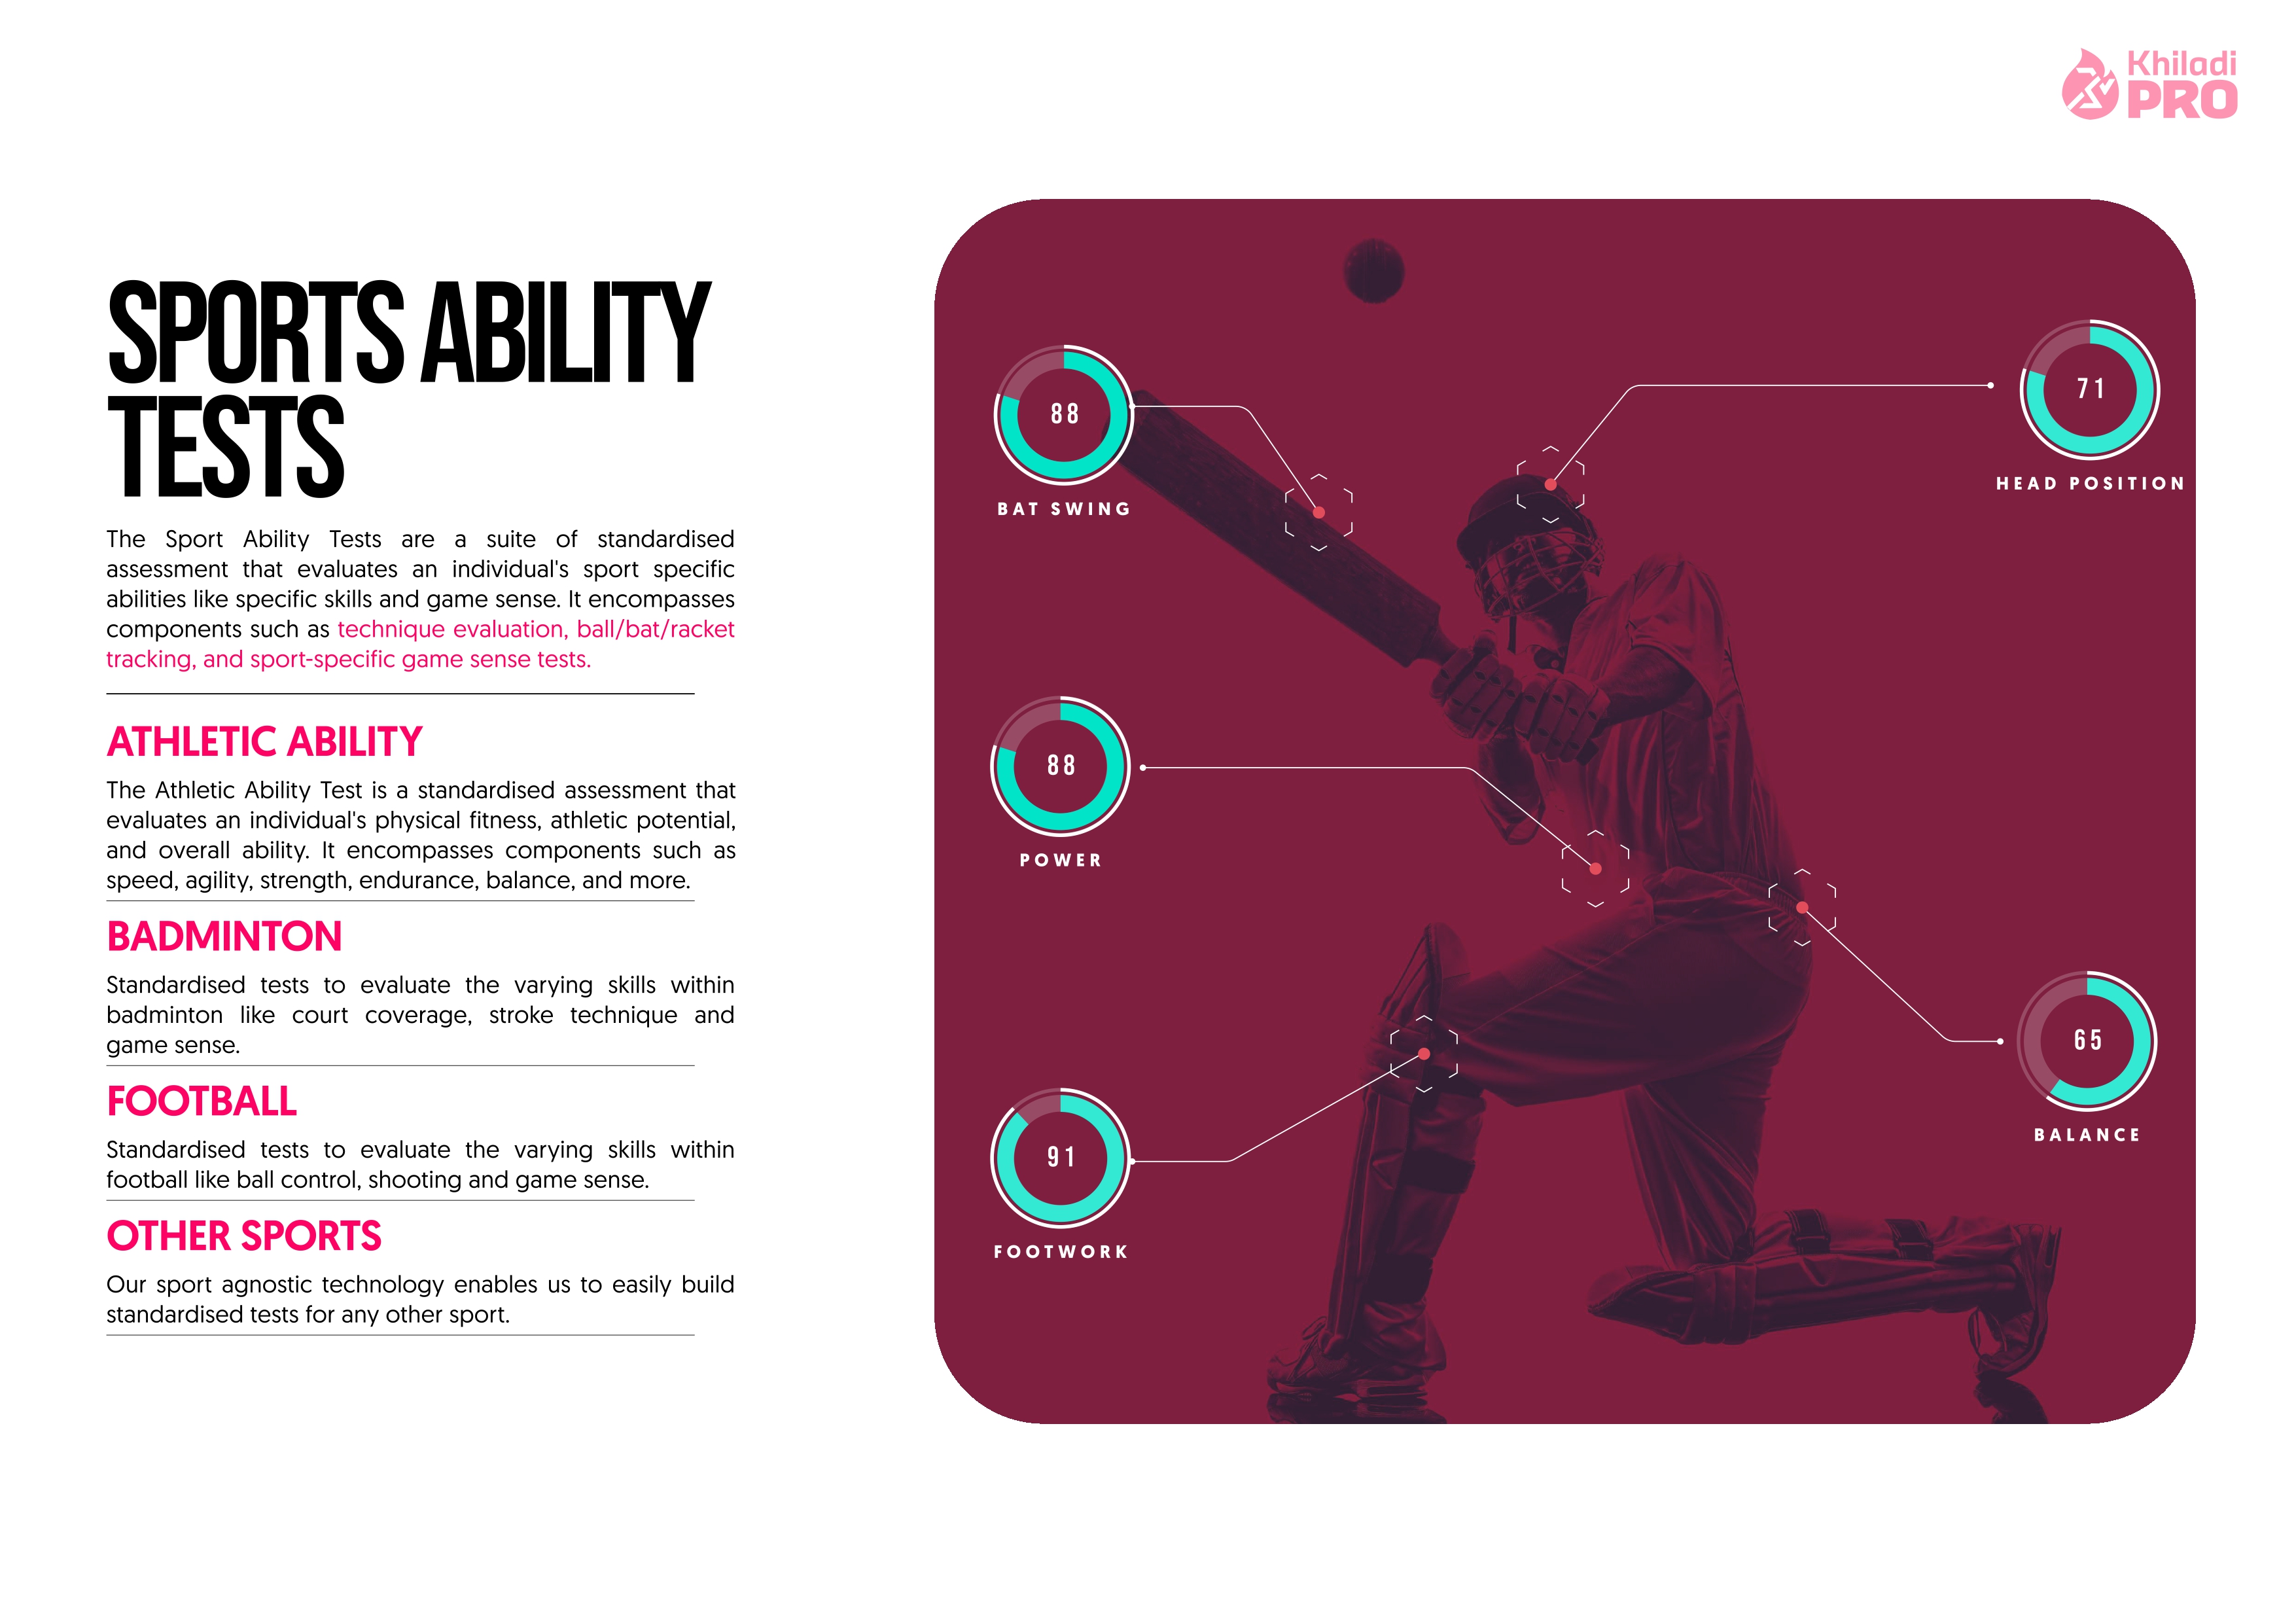 Khiladi
PRO
SPORTS ABILITY
TESTS
The Sport Ability Tests are a suite of standardised
assessment that evaluates an individual's sport specific
abilities like specific skills and game sense. It encompasses
components such as technique evaluation, ball/bat/racket
tracking, and sport-specific game sense tests.
ATHLETIC ABILITY
The Athletic Ability Test is a standardised assessment that
evaluates an individual's physical fitness, athletic potential,
and overall ability. It encompasses components such as
speed, agility, strength, endurance, balance, and more.
BADMINTON
Standardised tests to evaluate the varying skills within
badminton like court coverage, stroke technique and
game sense.
FOOTBALL
Standardised tests to evaluate the varying skills within
football like ball control, shooting and game sense.
OTHER SPORTS
Our sport agnostic technology enables us to easily build
standardised tests for any other sport.
88
BAT SWING
71
HEAD POSITION
88
POWER
65
BALANCE
91
FOOTWORK